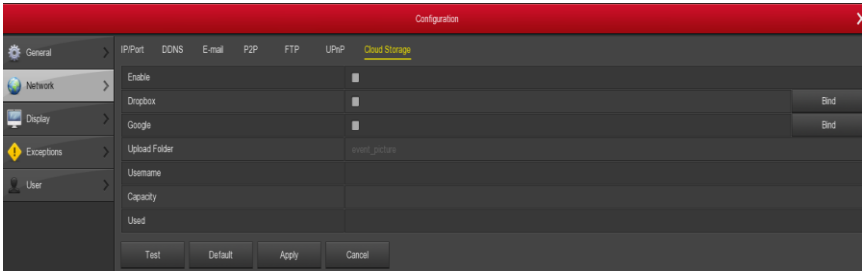 Configuration
X
General
Network
Display
Exceptions
User
IP/Port DDNS E-mail P2P FTP UPnP Cloud Storage
Enable
Dropbox Bind
Google Bind
Upload Folder event_picture
Username
Capacity
Used
Test Default Apply Cancel